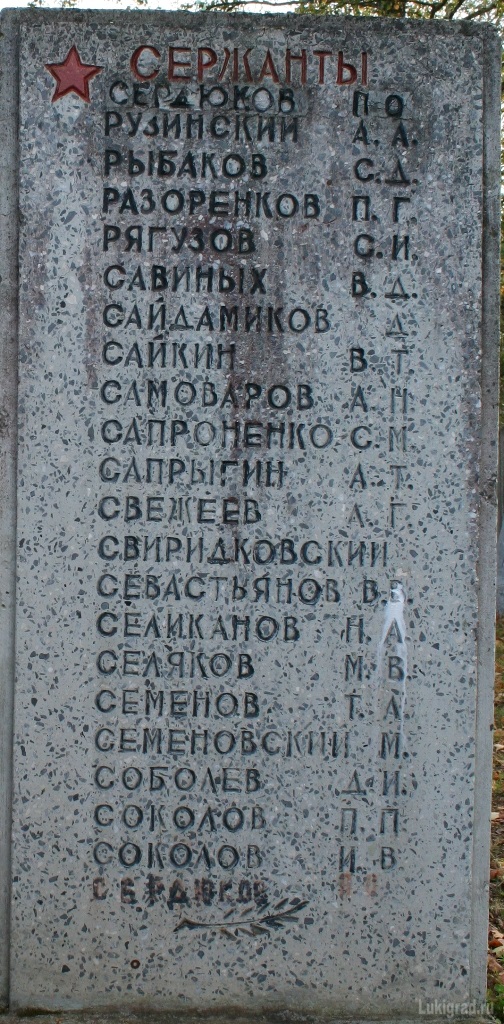 СЕРЖАНТЫ
СЕРДЮКОВ П О
РУЗИНСКИЙ А. А.
РЫБАКОВ С. Д.
РАЗОРЕНКОВ П. Г.
РЯГУЗОВ С. И.
САВИНЫХ В. Д.
САЙДАМИКОВ Д
САЙКИН В Т.
САМОВАРОВ А. Н
САПРОНЕНКО С. М.
САПРЫГИН А. Т.
СВЕЖЕЕВ Г.
СВИРИДКОВСКИЙ
СЕВАСТЬЯНОВ В.
СЕЛИКАНОВ Н. А
СЕЛЯКОВ М. В.
СЕМЕНОВ Т. А.
СЕМЕНОВСКИЙ М.
СОБОЛЕВ Д. И.
СОКОЛОВ П. П
СОКОЛОВ И. В
СЕРДЮКОВ
Lukigrad.ru